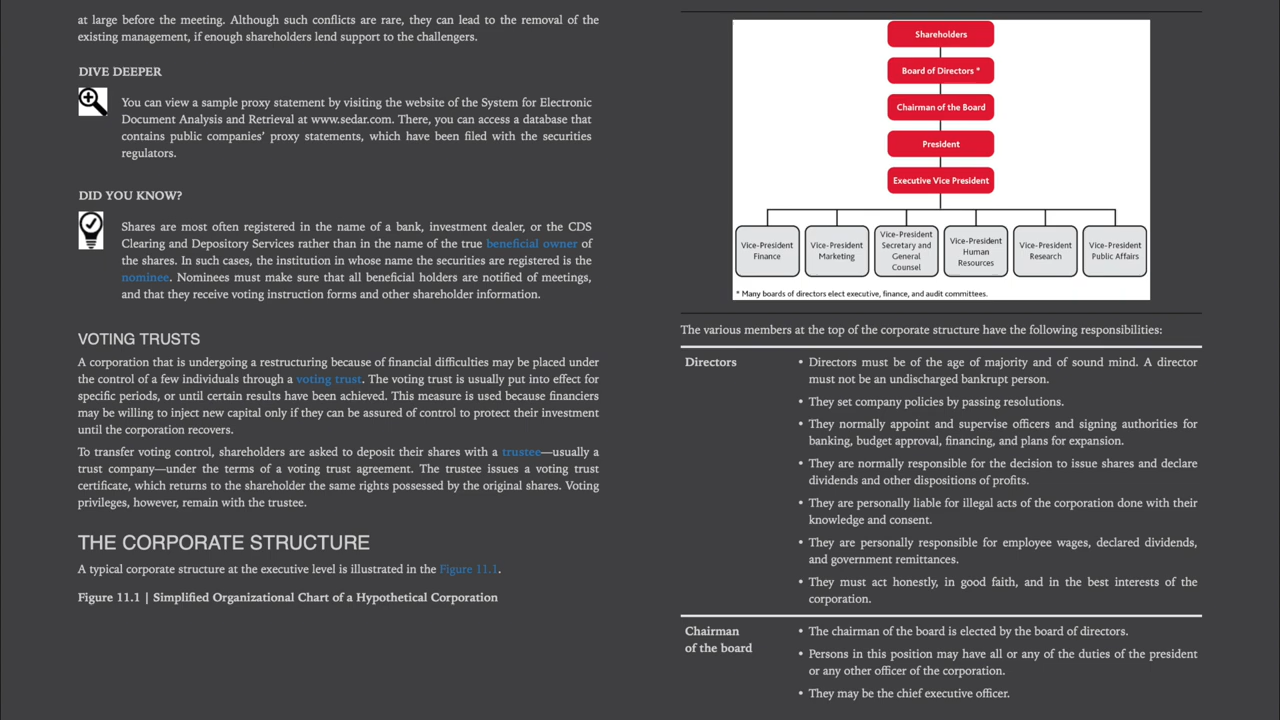 at large before the meeting. Although such conflicts are rare, they can lead to the removal of the
existing management, if enough shareholders lend support to the challengers.
DIVE DEEPER
You can view a sample proxy statement by visiting the website of the System for Electronic
Document Analysis and Retrieval at www.sedar.com. There, you can access a database that
contains public companies’ proxy statements, which have been filed with the securities
regulators.
DID YOU KNOW?
Shares are most often registered in the name of a bank, investment dealer, or the CDS
Clearing and Depository Services rather than in the name of the true beneficial owner of
the shares. In such cases, the institution in whose name the securities are registered is the
nominee. Nominees must make sure that all beneficial holders are notified of meetings,
and that they receive voting instruction forms and other shareholder information.
VOTING TRUSTS
A corporation that is undergoing a restructuring because of financial difficulties may be placed under
the control of a few individuals through a voting trust. The voting trust is usually put into effect for
specific periods, or until certain results have been achieved. This measure is used because financiers
may be willing to inject new capital only if they can be assured of control to protect their investment
until the corporation recovers.
To transfer voting control, shareholders are asked to deposit their shares with a trustee—usually a
trust company—under the terms of a voting trust agreement. The trustee issues a voting trust
certificate, which returns to the shareholder the same rights possessed by the original shares. Voting
privileges, however, remain with the trustee.
THE CORPORATE STRUCTURE
A typical corporate structure at the executive level is illustrated in the Figure 11.1.
Figure 11.1 | Simplified Organizational Chart of a Hypothetical Corporation
Shareholders
Board of Directors *
Chairman of the Board
President
Executive Vice President
Vice-President
Finance
Vice-President
Marketing
Vice-President
Secretary and
General
Counsel
Vice-President
Human
Resources
Vice-President
Research
Vice-President
Public Affairs
* Many boards of directors elect executive, finance, and audit committees.
The various members at the top of the corporate structure have the following responsibilities:
Directors
• Directors must be of the age of majority and of sound mind. A director
must not be an undischarged bankrupt person.
• They set company policies by passing resolutions.
• They normally appoint and supervise officers and signing authorities for
banking, budget approval, financing, and plans for expansion.
• They are normally responsible for the decision to issue shares and declare
dividends and other dispositions of profits.
• They are personally liable for illegal acts of the corporation done with their
knowledge and consent.
• They are personally responsible for employee wages, declared dividends,
and government remittances.
• They must act honestly, in good faith, and in the best interests of the
corporation.
Chairman
of the board
• The chairman of the board is elected by the board of directors.
• Persons in this position may have all or any of the duties of the president
or any other officer of the corporation.
• They may be the chief executive officer.